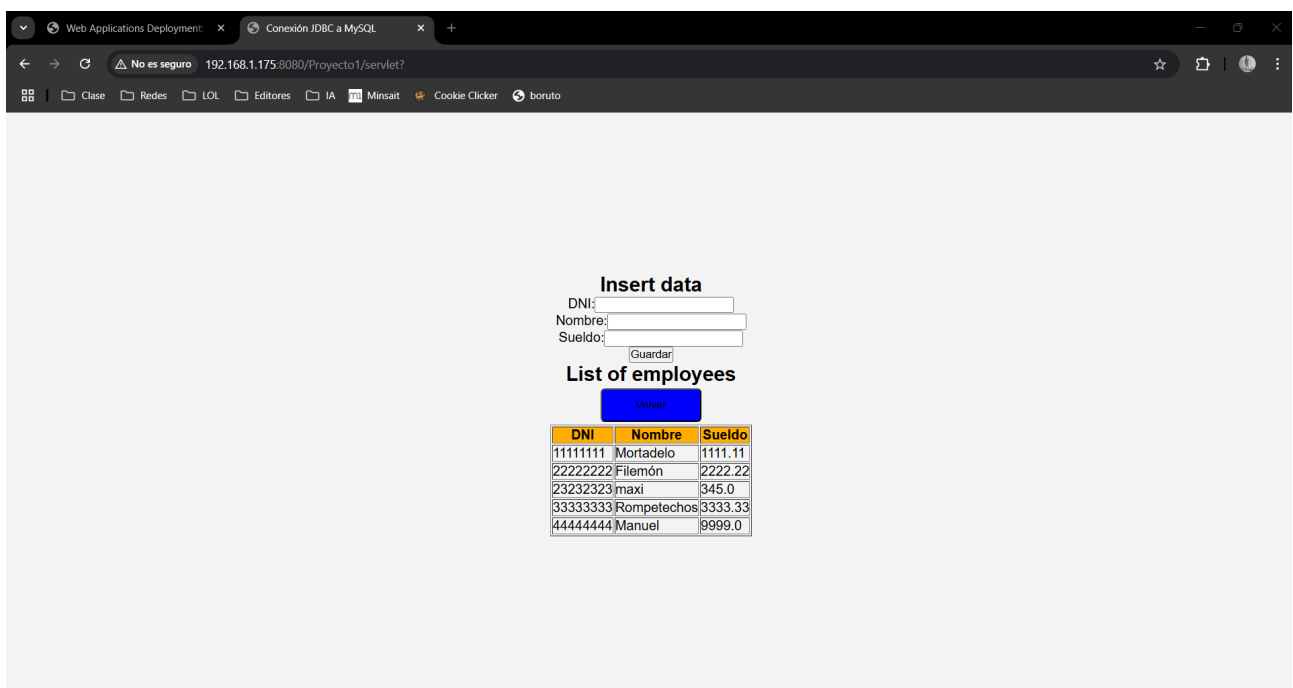 Web Applications Deployment: Conexión JDBC a MySQL
No es seguro 192.168.1.175:8080/Proyecto1/servlet?
Clase Redes LOL Editores IA m Minsait Cookie Clicker boruto
Insert data
DNI:
Nombre:
Sueldo:
Guardar
List of employees
Volver
DNI Nombre Sueldo
11111111 Mortadelo 1111.11
22222222 Filemón 2222.22
23232323 maxi 345.0
33333333 Rompetechos 3333.33
44444444 Manuel 9999.0